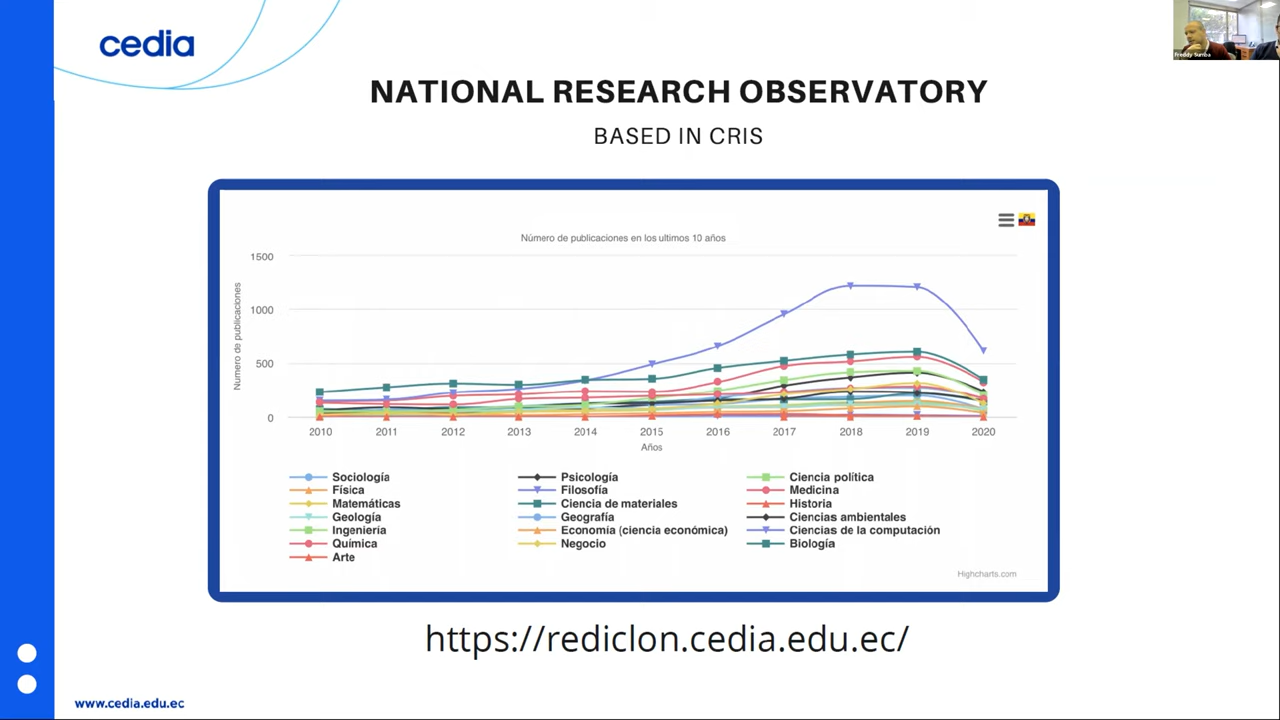 cedia
Freddy Sumba
NATIONAL RESEARCH OBSERVATORY
BASED IN CRIS
Número de publicaciones en los ultimos 10 años
Número de publicaciones
1500
1000
500
0
2010 2011 2012 2013 2014 2015 2016 2017 2018 2019 2020
Años
Sociología Psicología Ciencia política
Física Filosofía Medicina
Matemáticas Ciencia de materiales Historia
Geología Geografía Ciencias ambientales
Ingeniería Economía (ciencia económica) Ciencias de la computación
Química Negocio Biología
Arte
Highcharts.com
https://rediclon.cedia.edu.ec/
www.cedia.edu.ec